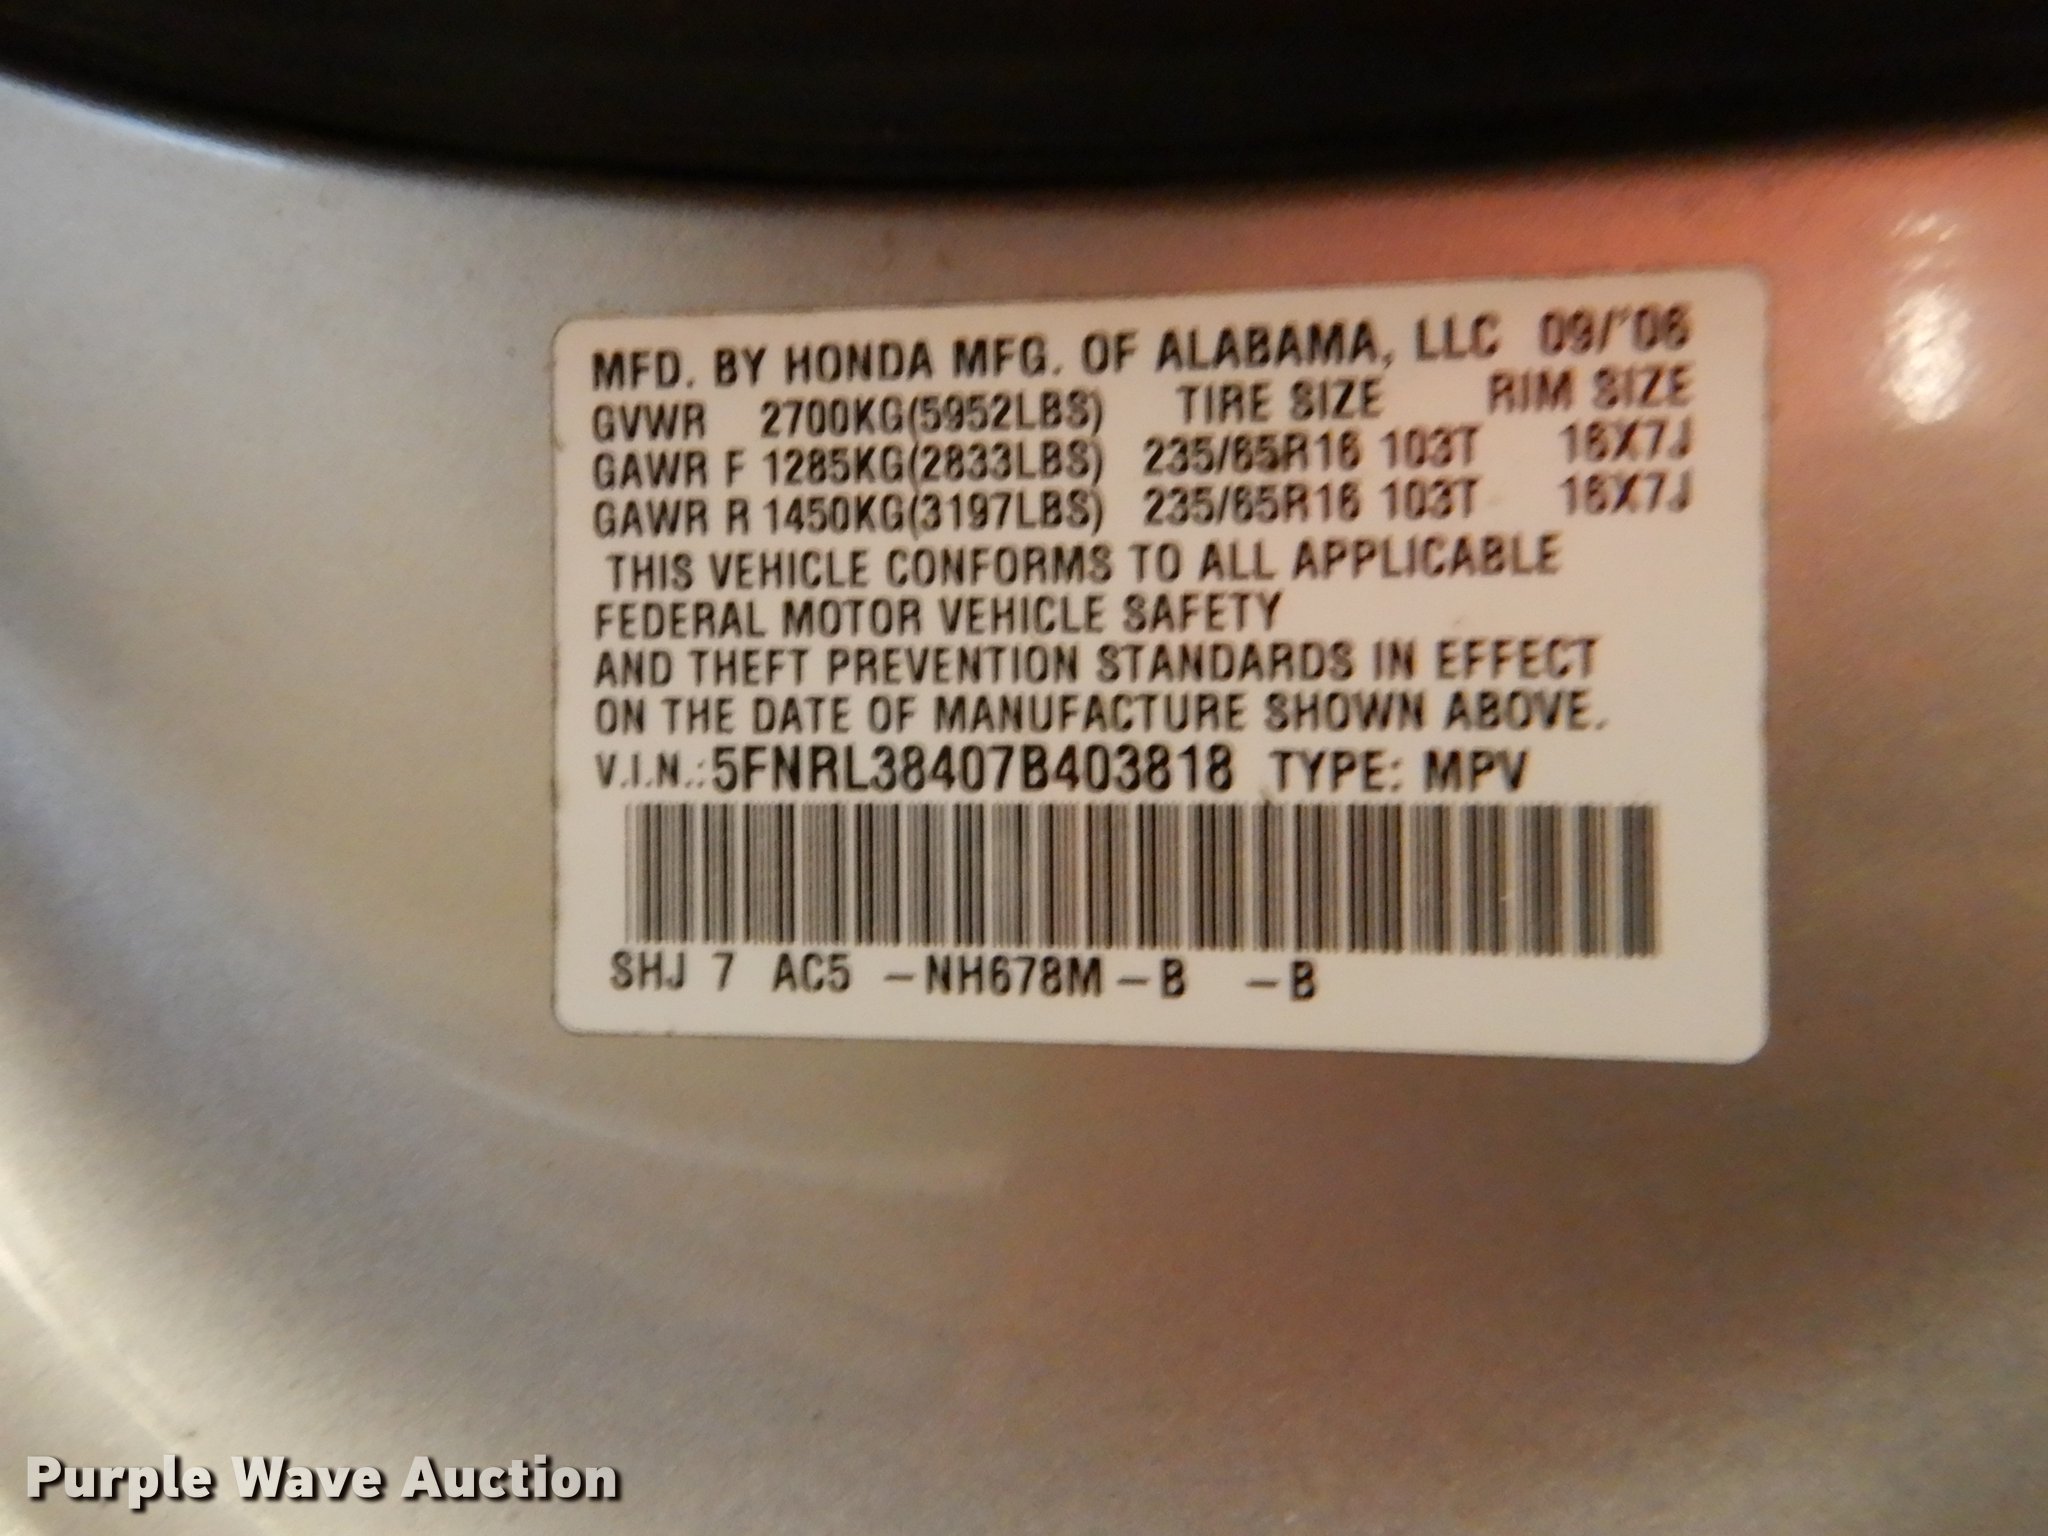 MFD. BY HONDA MFG. OF ALABAMA, LLC 09/'06
GVWR 2700KG(5952LBS) TIRE SIZE RIM SIZE
GAWR F 1285KG(2833LBS) 235/65R16 103T 16X7J
GAWR R 1450KG(3197LBS) 235/65R16 103T 16X7J
THIS VEHICLE CONFORMS TO ALL APPLICABLE
FEDERAL MOTOR VEHICLE SAFETY
AND THEFT PREVENTION STANDARDS IN EFFECT
ON THE DATE OF MANUFACTURE SHOWN ABOVE.
V.I.N.: 5FNRL38407B403818 TYPE: MPV
SHJ 7 AC5 -NH678M-B -B
Purple Wave Auction